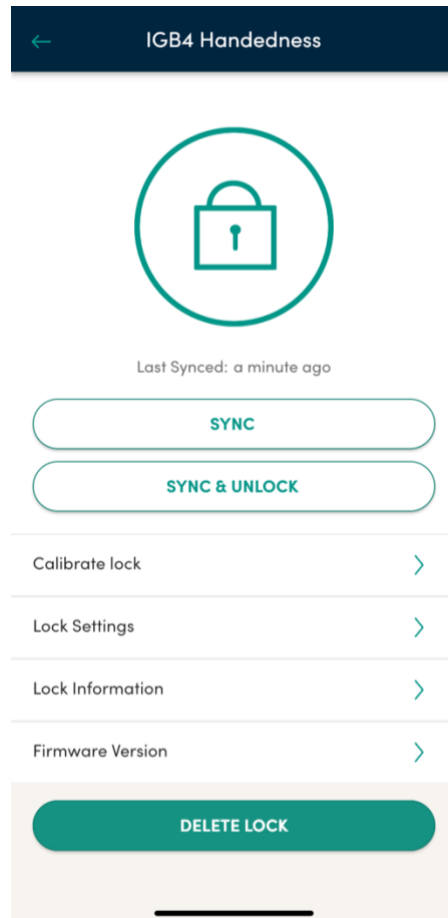 IGB4 Handedness
Last Synced: a minute ago
SYNC
SYNC & UNLOCK
Calibrate lock
Lock Settings
Lock Information
Firmware Version
DELETE LOCK